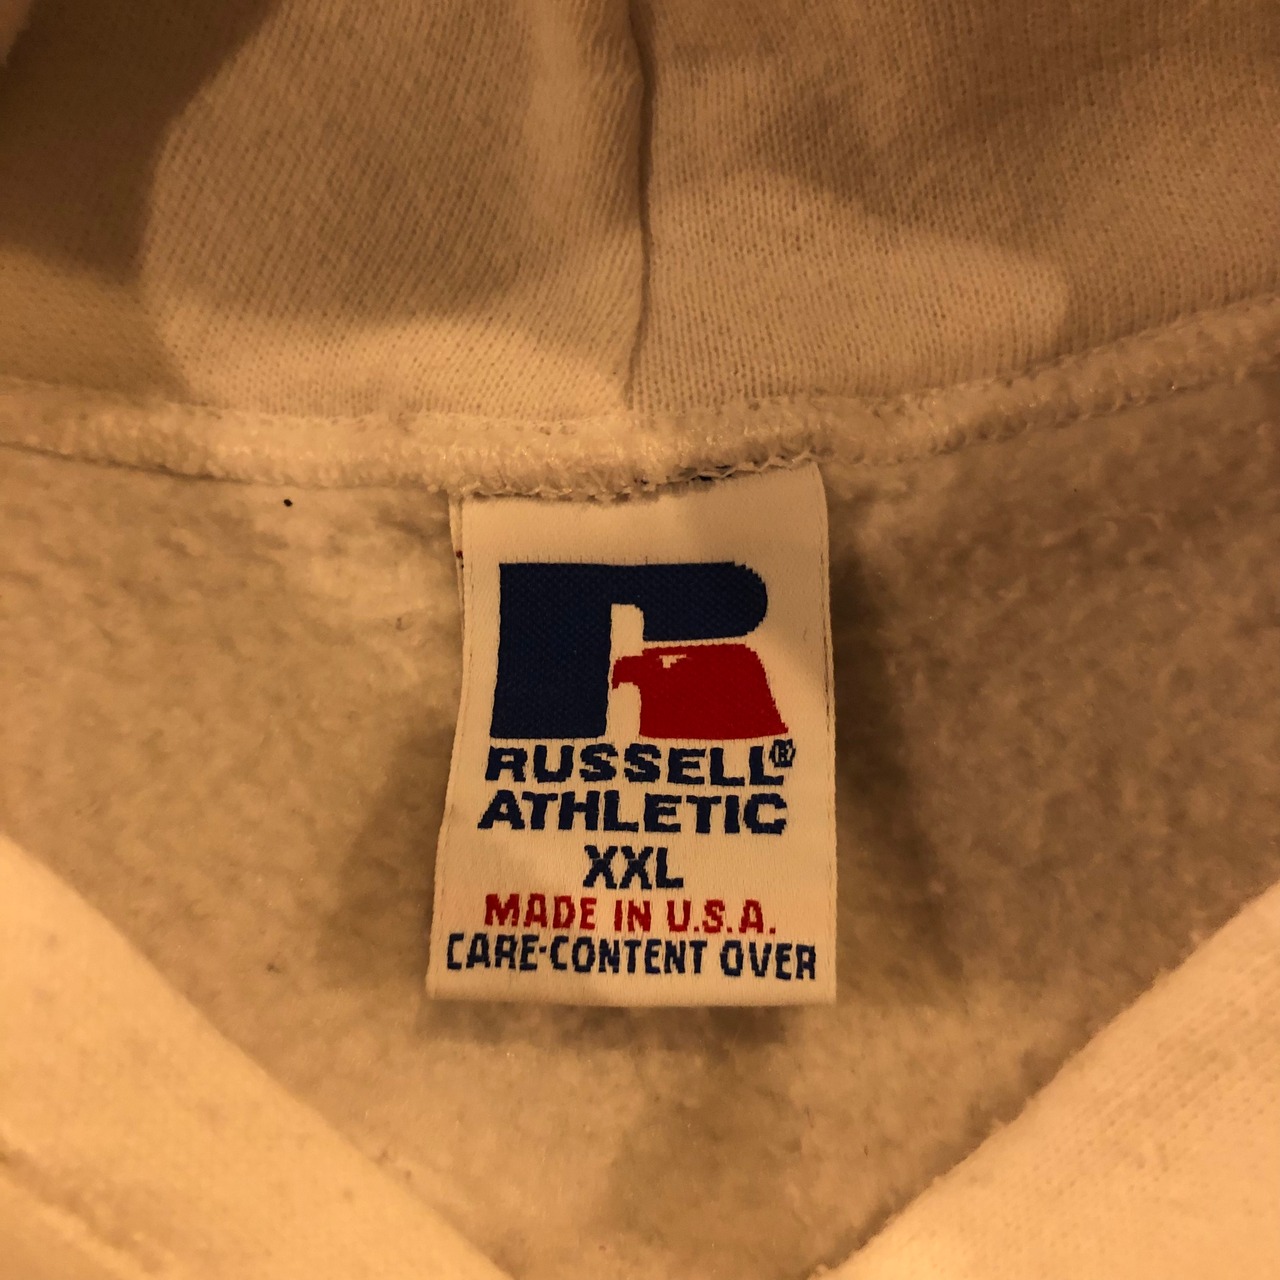 RUSSELL®
ATHLETIC
XXL
MADE IN U.S.A.
CARE-CONTENT OVER